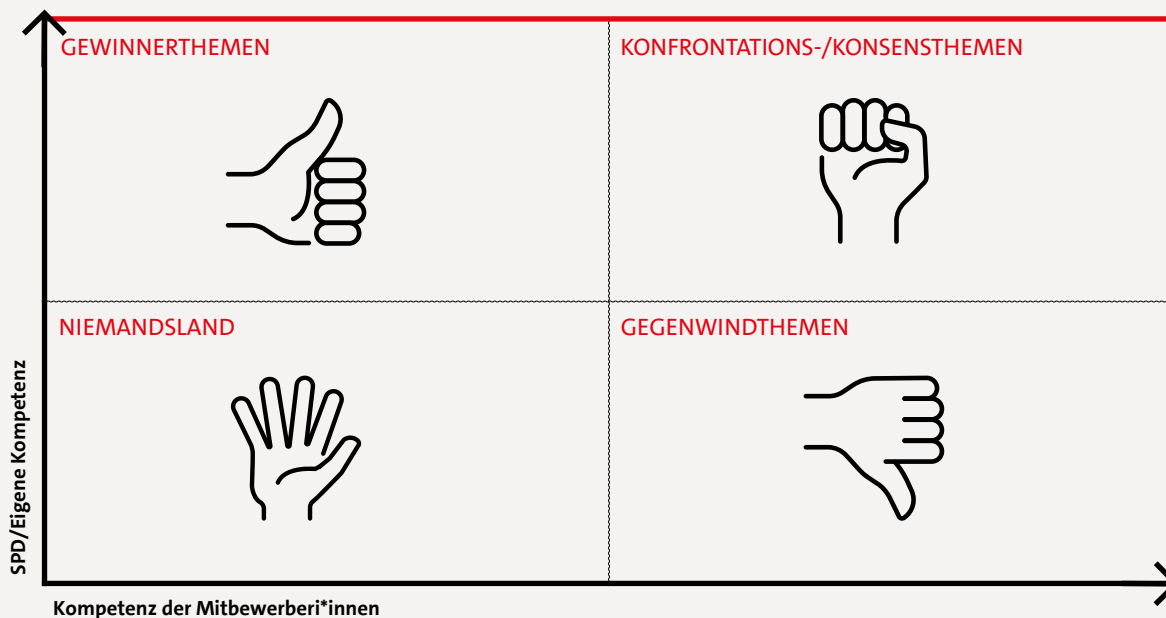 GEWINNERTHEMEN
KONFRONTATIONS-/KONSENSTHEMEN
NIEMANDSLAND
GEGENWINDTHEMEN
SPD/Eigene Kompetenz
Kompetenz der Mitbewerberi*innen